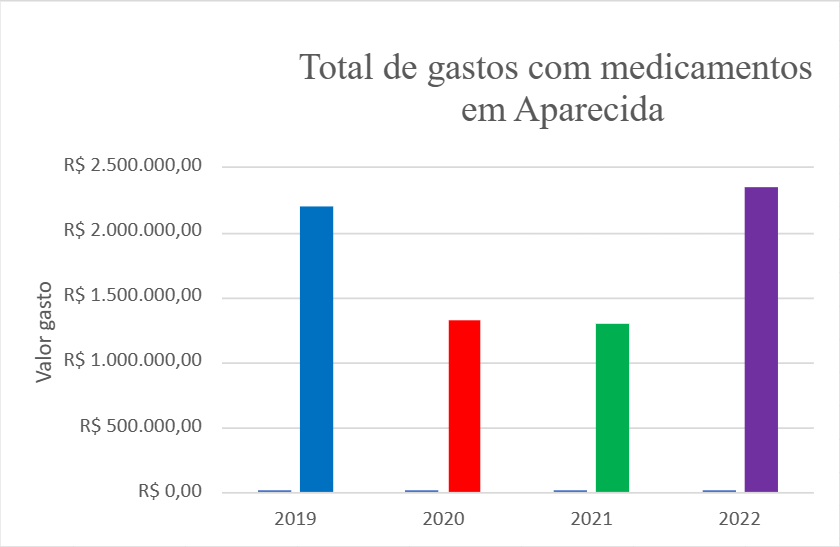 Total de gastos com medicamentos
em Aparecida
R$ 2.500.000,00
R$ 2.000.000,00
R$ 1.500.000,00
R$ 1.000.000,00
R$ 500.000,00
R$ 0,00
Valor gasto
2019
2020
2021
2022